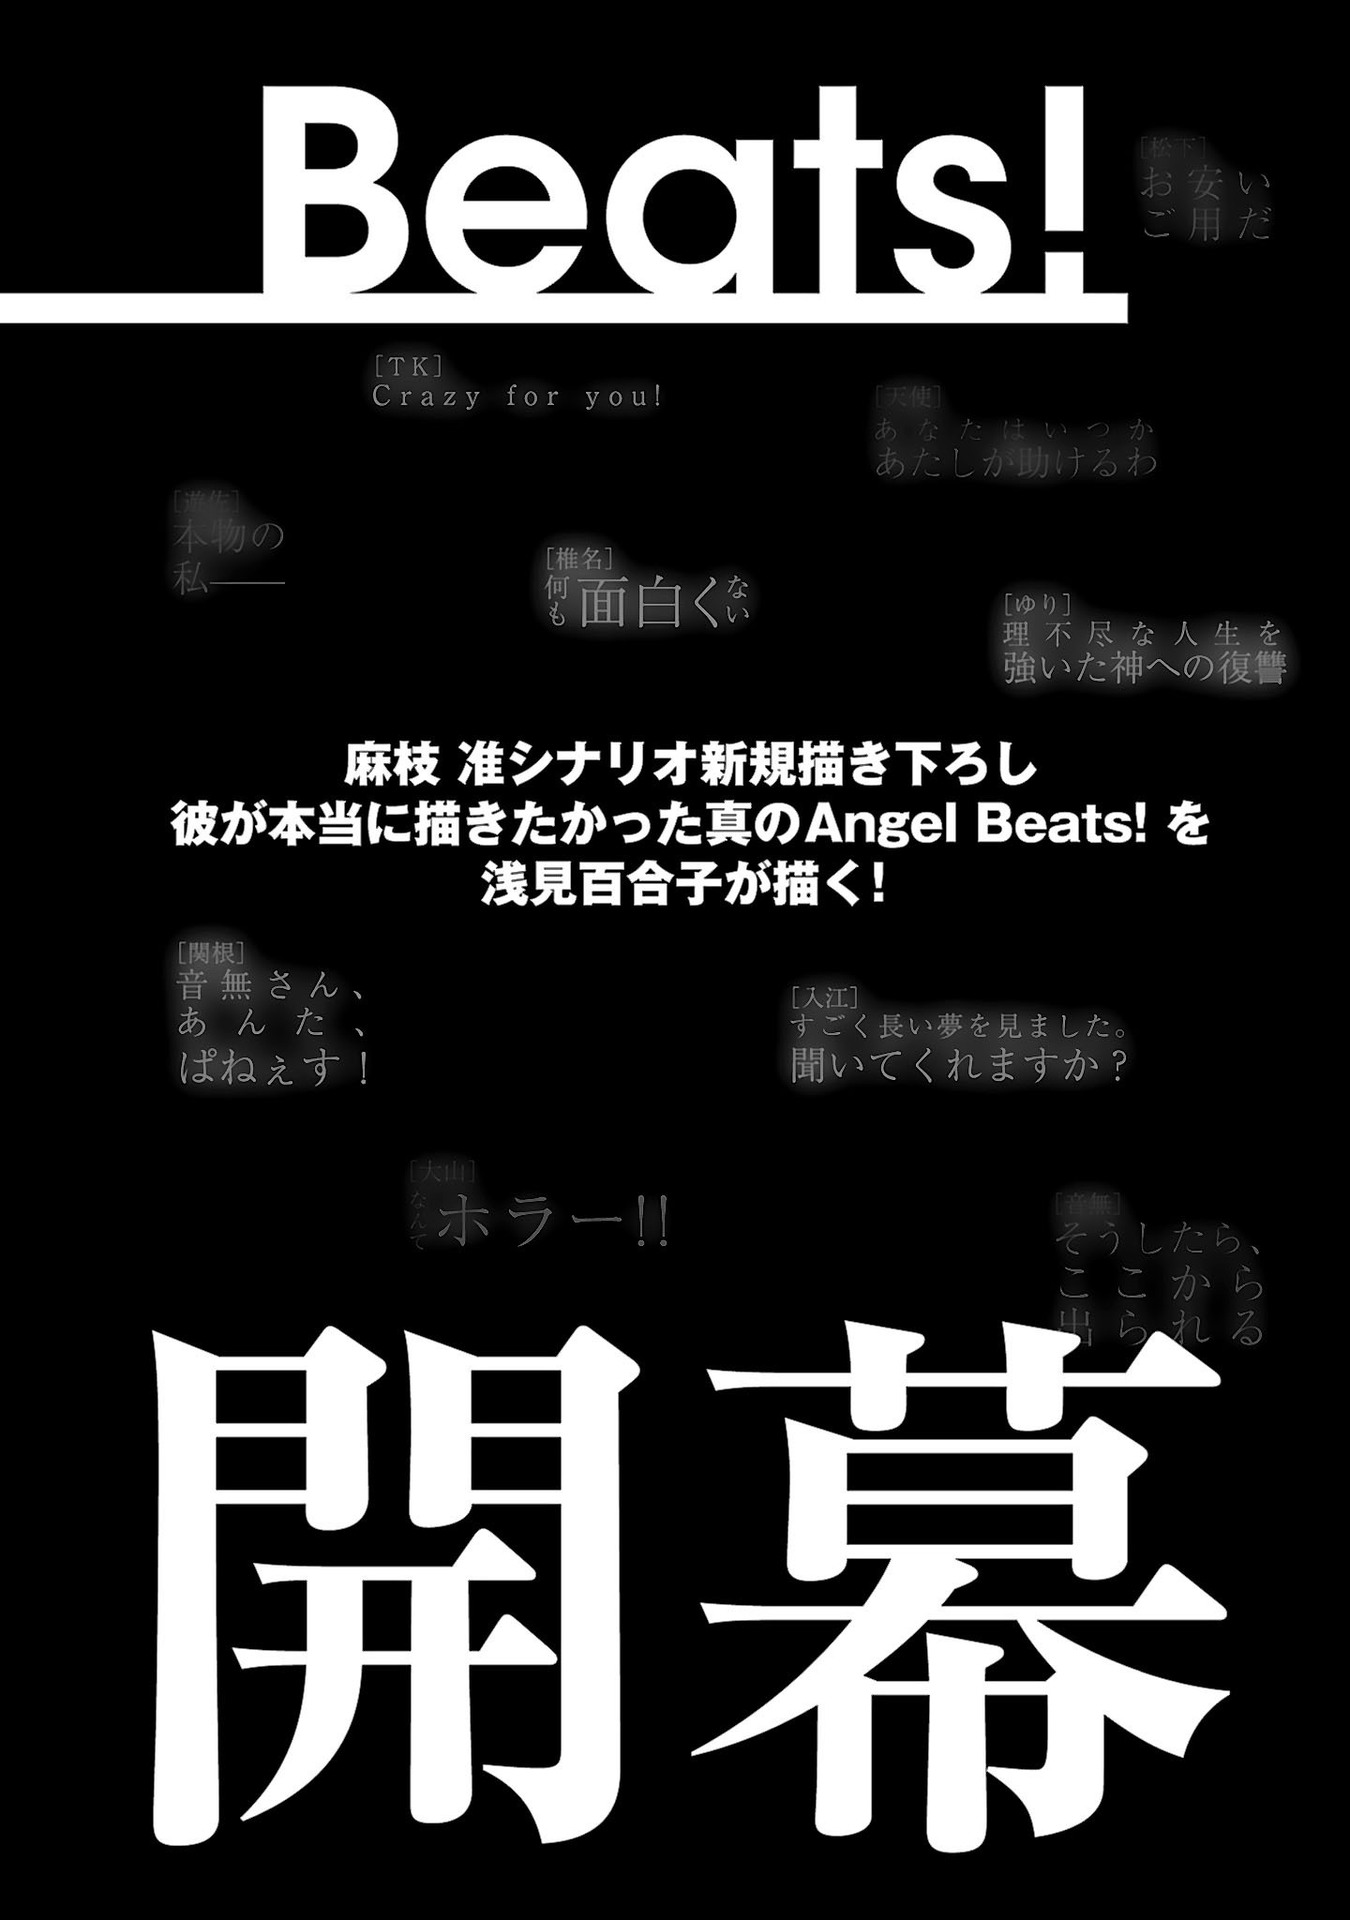 Beats!
[松下]
お安い
ご用だ
[TK]
Crazy for you!
[天使]
あなたはいつか
あたしが助けるわ
[遊佐]
本物の
私――
[椎名]
何も面白くない
[ゆり]
理不尽な人生を
強いた神への復讐
麻枝 准シナリオ新規描き下ろし
彼が本当に描きたかった真のAngel Beats! を
浅見百合子が描く!
[関根]
音無さん、
あんた、
ぱねぇす!
[入江]
すごく長い夢を見ました。
聞いてくれますか?
[大山]
なんてホラー!!
[音無]
そうしたら、
ここから
出られる
開幕